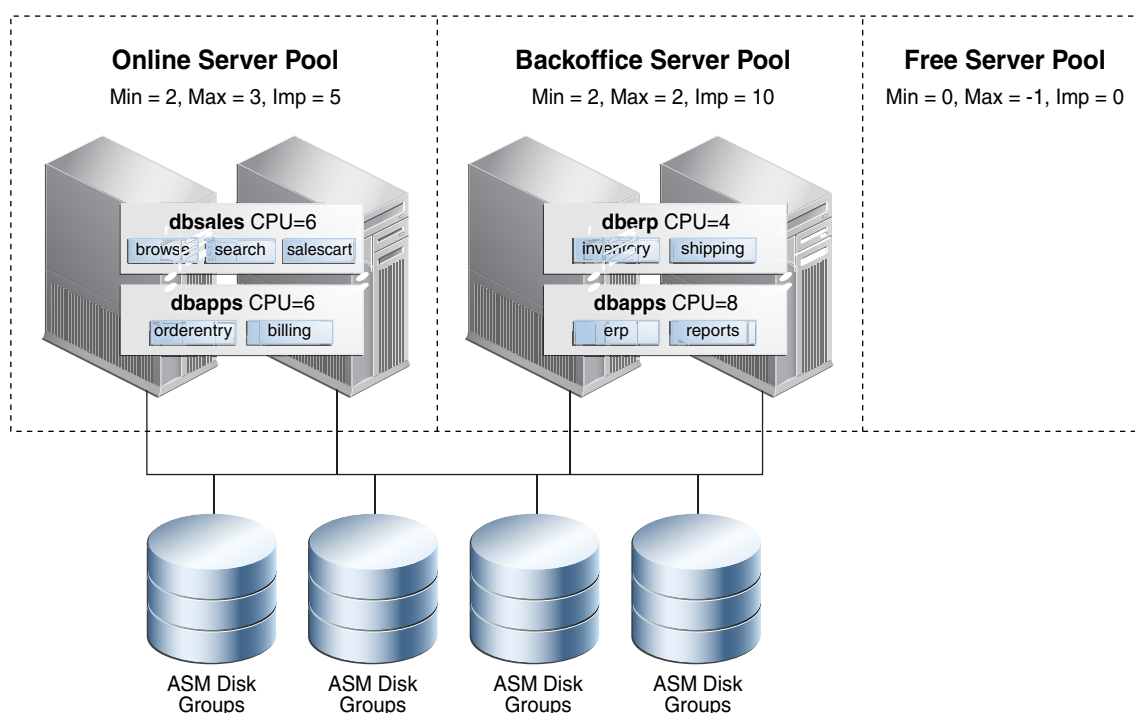 Online Server Pool
Min = 2, Max = 3, Imp = 5
dbsales CPU=6
browse search salescart
dbapps CPU=6
orderentry billing
Backoffice Server Pool
Min = 2, Max = 2, Imp = 10
dberp CPU=4
inventory shipping
dbapps CPU=8
erp reports
Free Server Pool
Min = 0, Max = -1, Imp = 0
ASM Disk
Groups
ASM Disk
Groups
ASM Disk
Groups
ASM Disk
Groups